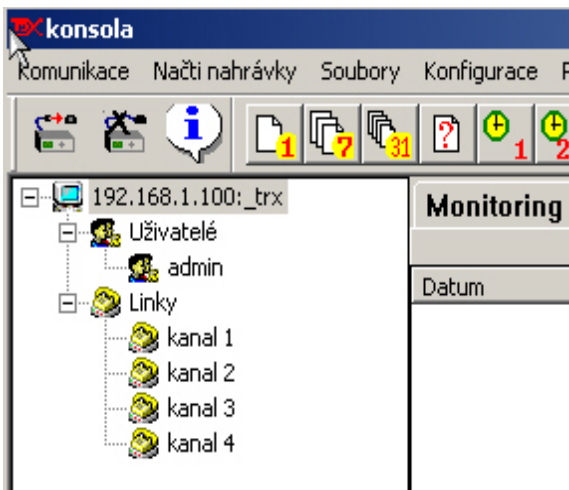 konsola
Komunikace Načti nahrávky Soubory Konfigurace
1 7 31 ? 1 2
192.168.1.100:_trx
Monitoring
Uživatelé
admin
Datum
Linky
kanal 1
kanal 2
kanal 3
kanal 4